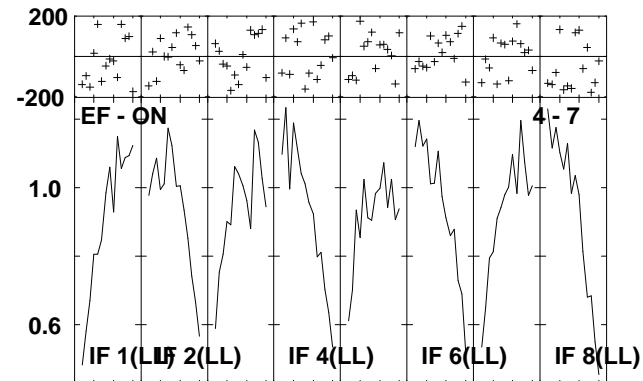 200
-200
EF - ON 4 - 7
1.0
0.6
IF 1(LL) IF 2(LL) IF 4(LL) IF 6(LL) IF 8(LL)